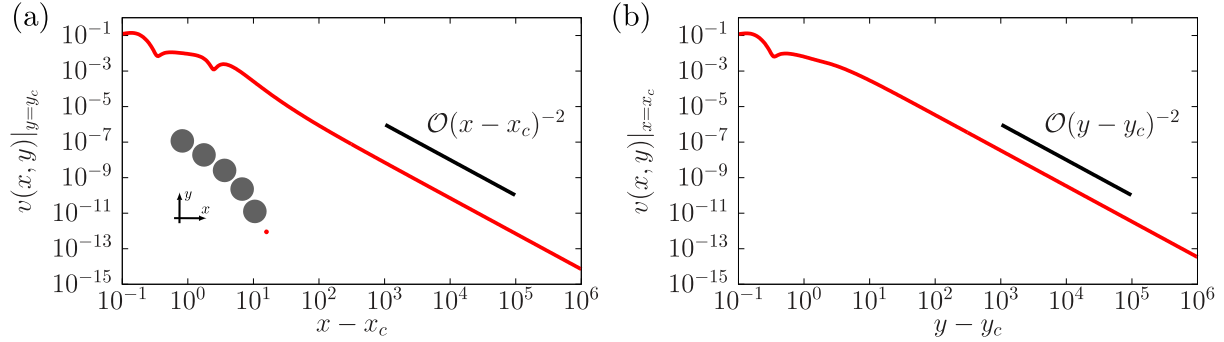 (a)
v(x, y)|_{y=y_c}
10^{-1}
10^{-3}
10^{-5}
10^{-7}
10^{-9}
10^{-11}
10^{-13}
10^{-15}
𝒪(x − x_c)^{-2}
y
x
10^{-1} 10^0 10^1 10^2 10^3 10^4 10^5 10^6
x − x_c
(b)
v(x, y)|_{x=x_c}
10^{-1}
10^{-3}
10^{-5}
10^{-7}
10^{-9}
10^{-11}
10^{-13}
10^{-15}
𝒪(y − y_c)^{-2}
10^{-1} 10^0 10^1 10^2 10^3 10^4 10^5 10^6
y − y_c